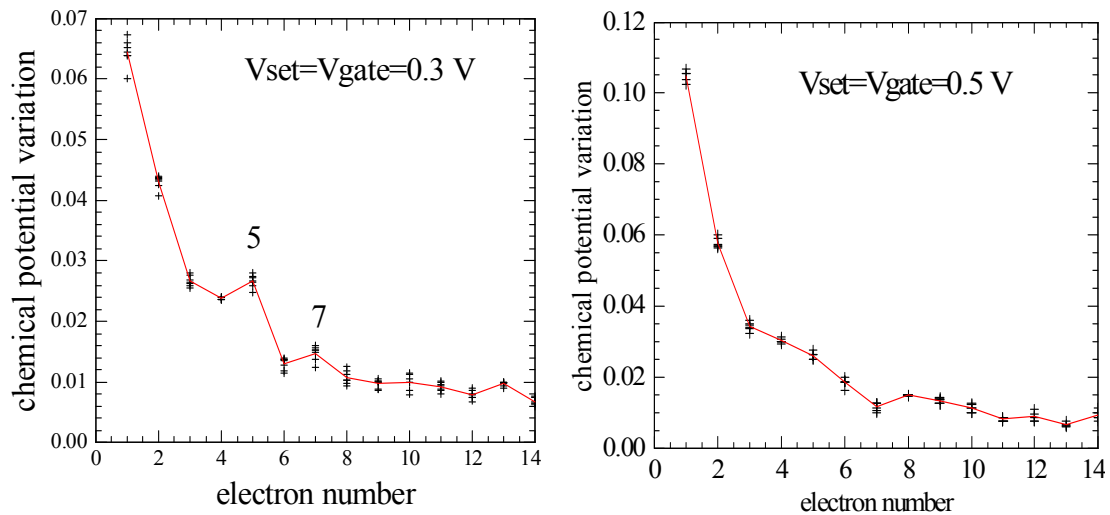 0.07
0.06
0.05
0.04
0.03
0.02
0.01
0.00
chemical potential variation
Vset=Vgate=0.3 V
5
7
0 2 4 6 8 10 12 14
electron number
0.12
0.10
0.08
0.06
0.04
0.02
0.00
chemical potential variation
Vset=Vgate=0.5 V
0 2 4 6 8 10 12 14
electron number